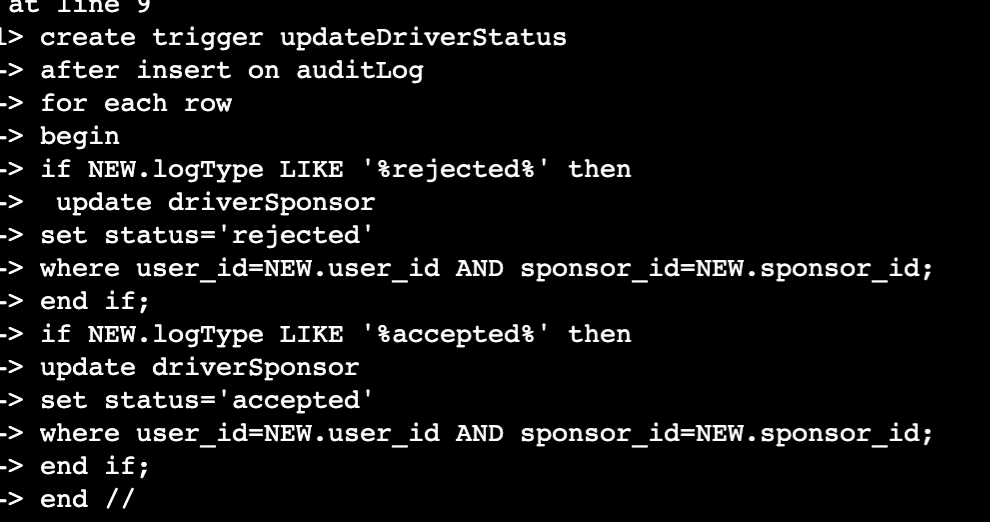 at line 9
1> create trigger updateDriverStatus
-> after insert on auditLog
-> for each row
-> begin
-> if NEW.logType LIKE '%rejected%' then
->  update driverSponsor
-> set status='rejected'
-> where user_id=NEW.user_id AND sponsor_id=NEW.sponsor_id;
-> end if;
-> if NEW.logType LIKE '%accepted%' then
-> update driverSponsor
-> set status='accepted'
-> where user_id=NEW.user_id AND sponsor_id=NEW.sponsor_id;
-> end if;
-> end //